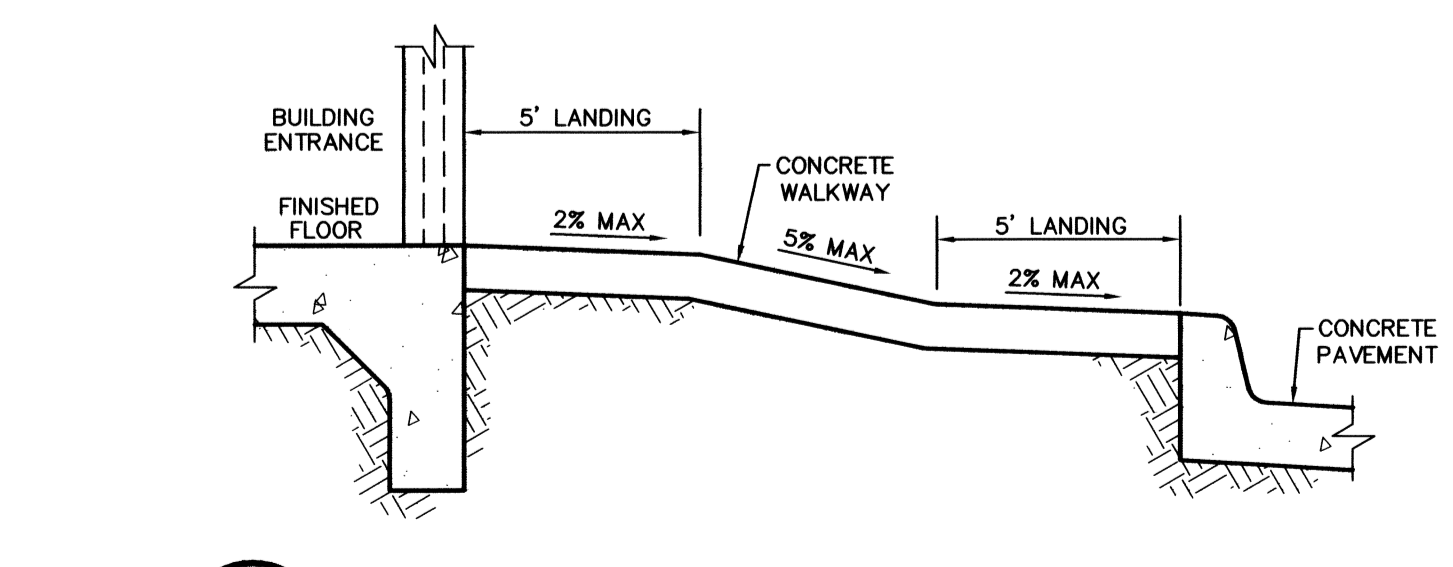 BUILDING
ENTRANCE
5' LANDING
CONCRETE
WALKWAY
FINISHED
FLOOR
2% MAX
5% MAX
5' LANDING
2% MAX
CONCRETE
PAVEMENT